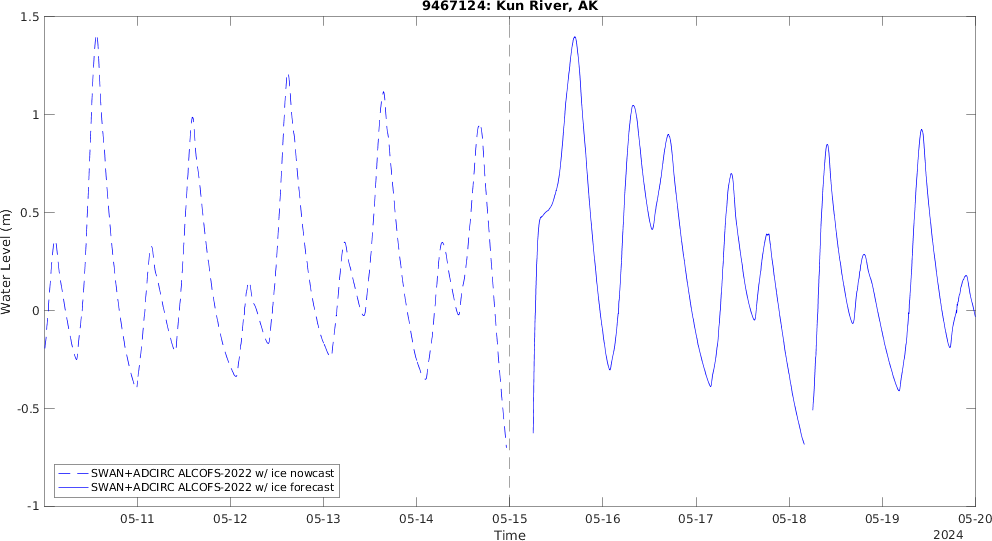 9467124: Kun River, AK
1.5
1
0.5
0
-0.5
-1
Water Level (m)
SWAN+ADCIRC ALCOFS-2022 w/ ice nowcast
SWAN+ADCIRC ALCOFS-2022 w/ ice forecast
05-11 05-12 05-13 05-14 05-15 05-16 05-17 05-18 05-19 05-20
Time
2024